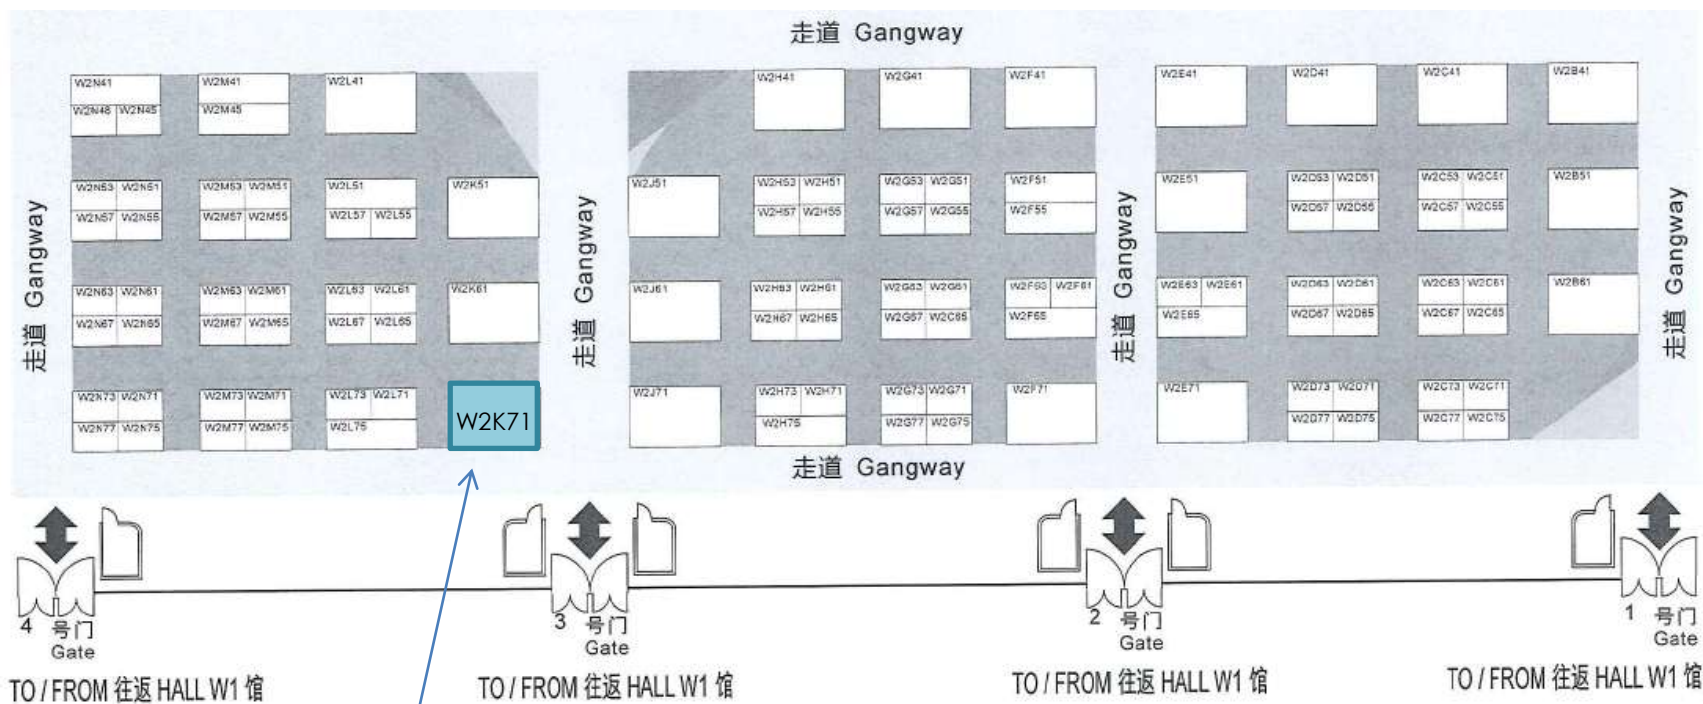 走道 Gangway
W2N41 W2M41 W2L41 W2H41 W2G41 W2F41 W2E41 W2D41 W2C41 W2B41
W2N45 W2M45
W2N53 W2N51 W2M53 W2M51 W2L51 W2K51 W2J51 W2H53 W2H51 W2G53 W2G51 W2F51 W2E51 W2D53 W2D51 W2C53 W2C51 W2B51
W2N57 W2N55 W2M57 W2M55 W2L57 W2L55 W2H57 W2H55 W2G57 W2G55 W2F55 W2D57 W2D55 W2C57 W2C55
走道 Gangway
走道 Gangway
走道 Gangway
走道 Gangway
W2N63 W2N61 W2M63 W2M61 W2L63 W2L61 W2K61 W2J61 W2H63 W2H61 W2G63 W2G61 W2F63 W2F61 W2E63 W2E61 W2D63 W2D61 W2C63 W2C61 W2B61
W2N67 W2N65 W2M67 W2M65 W2L67 W2L65 W2H67 W2H65 W2G67 W2F65 W2E65 W2D67 W2D65 W2C67 W2C65
W2N73 W2N71 W2M73 W2M71 W2L73 W2L71 W2J71 W2H73 W2H71 W2G73 W2G71 W2F71 W2E71 W2D73 W2D71 W2C73 W2C71
W2N77 W2N75 W2M77 W2M75 W2L75 W2K71 W2H75 W2G77 W2G75 W2D77 W2D75 W2C77 W2C75
走道 Gangway
4 号门 3 号门 2 号门 1 号门
Gate Gate Gate Gate
TO / FROM 往返 HALL W1 馆 TO / FROM 往返 HALL W1 馆 TO / FROM 往返 HALL W1 馆 TO / FROM 往返 HALL W1 馆